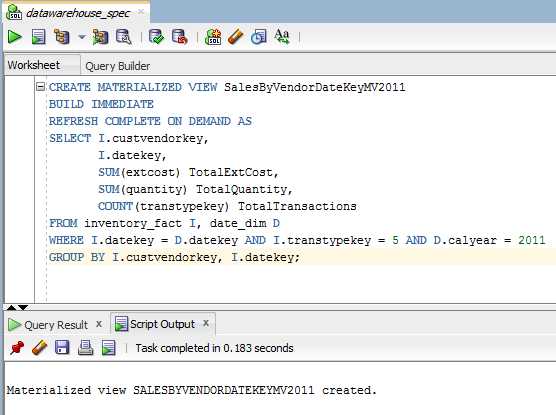 datawarehouse_spec
SQL
Aa
Worksheet Query Builder
CREATE MATERIALIZED VIEW SalesByVendorDateKeyMV2011
BUILD IMMEDIATE
REFRESH COMPLETE ON DEMAND AS
SELECT I.custvendorkey,
I.datekey,
SUM(extcost) TotalExtCost,
SUM(quantity) TotalQuantity,
COUNT(transtypekey) TotalTransactions
FROM inventory_fact I, date_dim D
WHERE I.datekey = D.datekey AND I.transtypekey = 5 AND D.calyear = 2011
GROUP BY I.custvendorkey, I.datekey;
Query Result x Script Output x
Task completed in 0.183 seconds
Materialized view SALESBYVENDORDATEKEYMV2011 created.